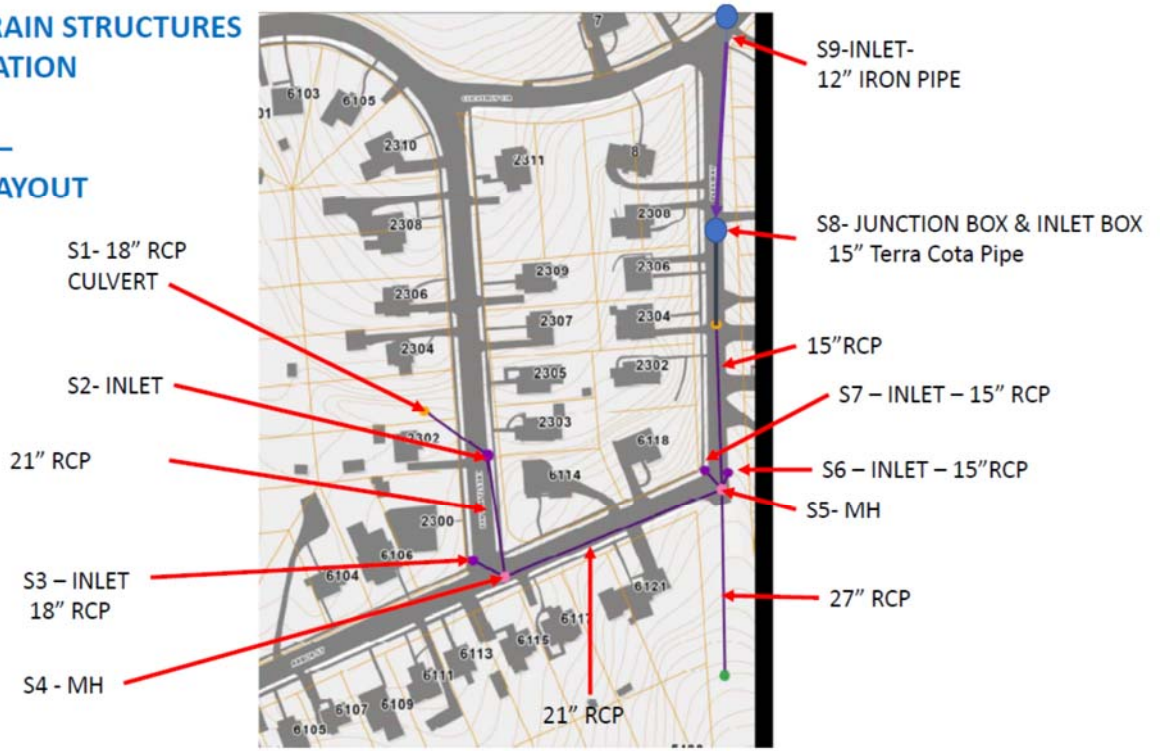 RAIN STRUCTURES
ATION
–
AYOUT
S1- 18” RCP
CULVERT
S2- INLET
21” RCP
S3 – INLET
18” RCP
S4 - MH
S9-INLET-
12” IRON PIPE
S8- JUNCTION BOX & INLET BOX
15” Terra Cota Pipe
15”RCP
S7 – INLET – 15” RCP
S6 – INLET – 15”RCP
S5- MH
27” RCP
21” RCP
7
6103
6105
01
2310
2311
8
2308
2308
2309
2306
2306
2307
2304
2304
2305
2302
2303
2302
6118
6114
2300
6106
6104
6121
6117
6115
6113
6111
6109
6107
6105